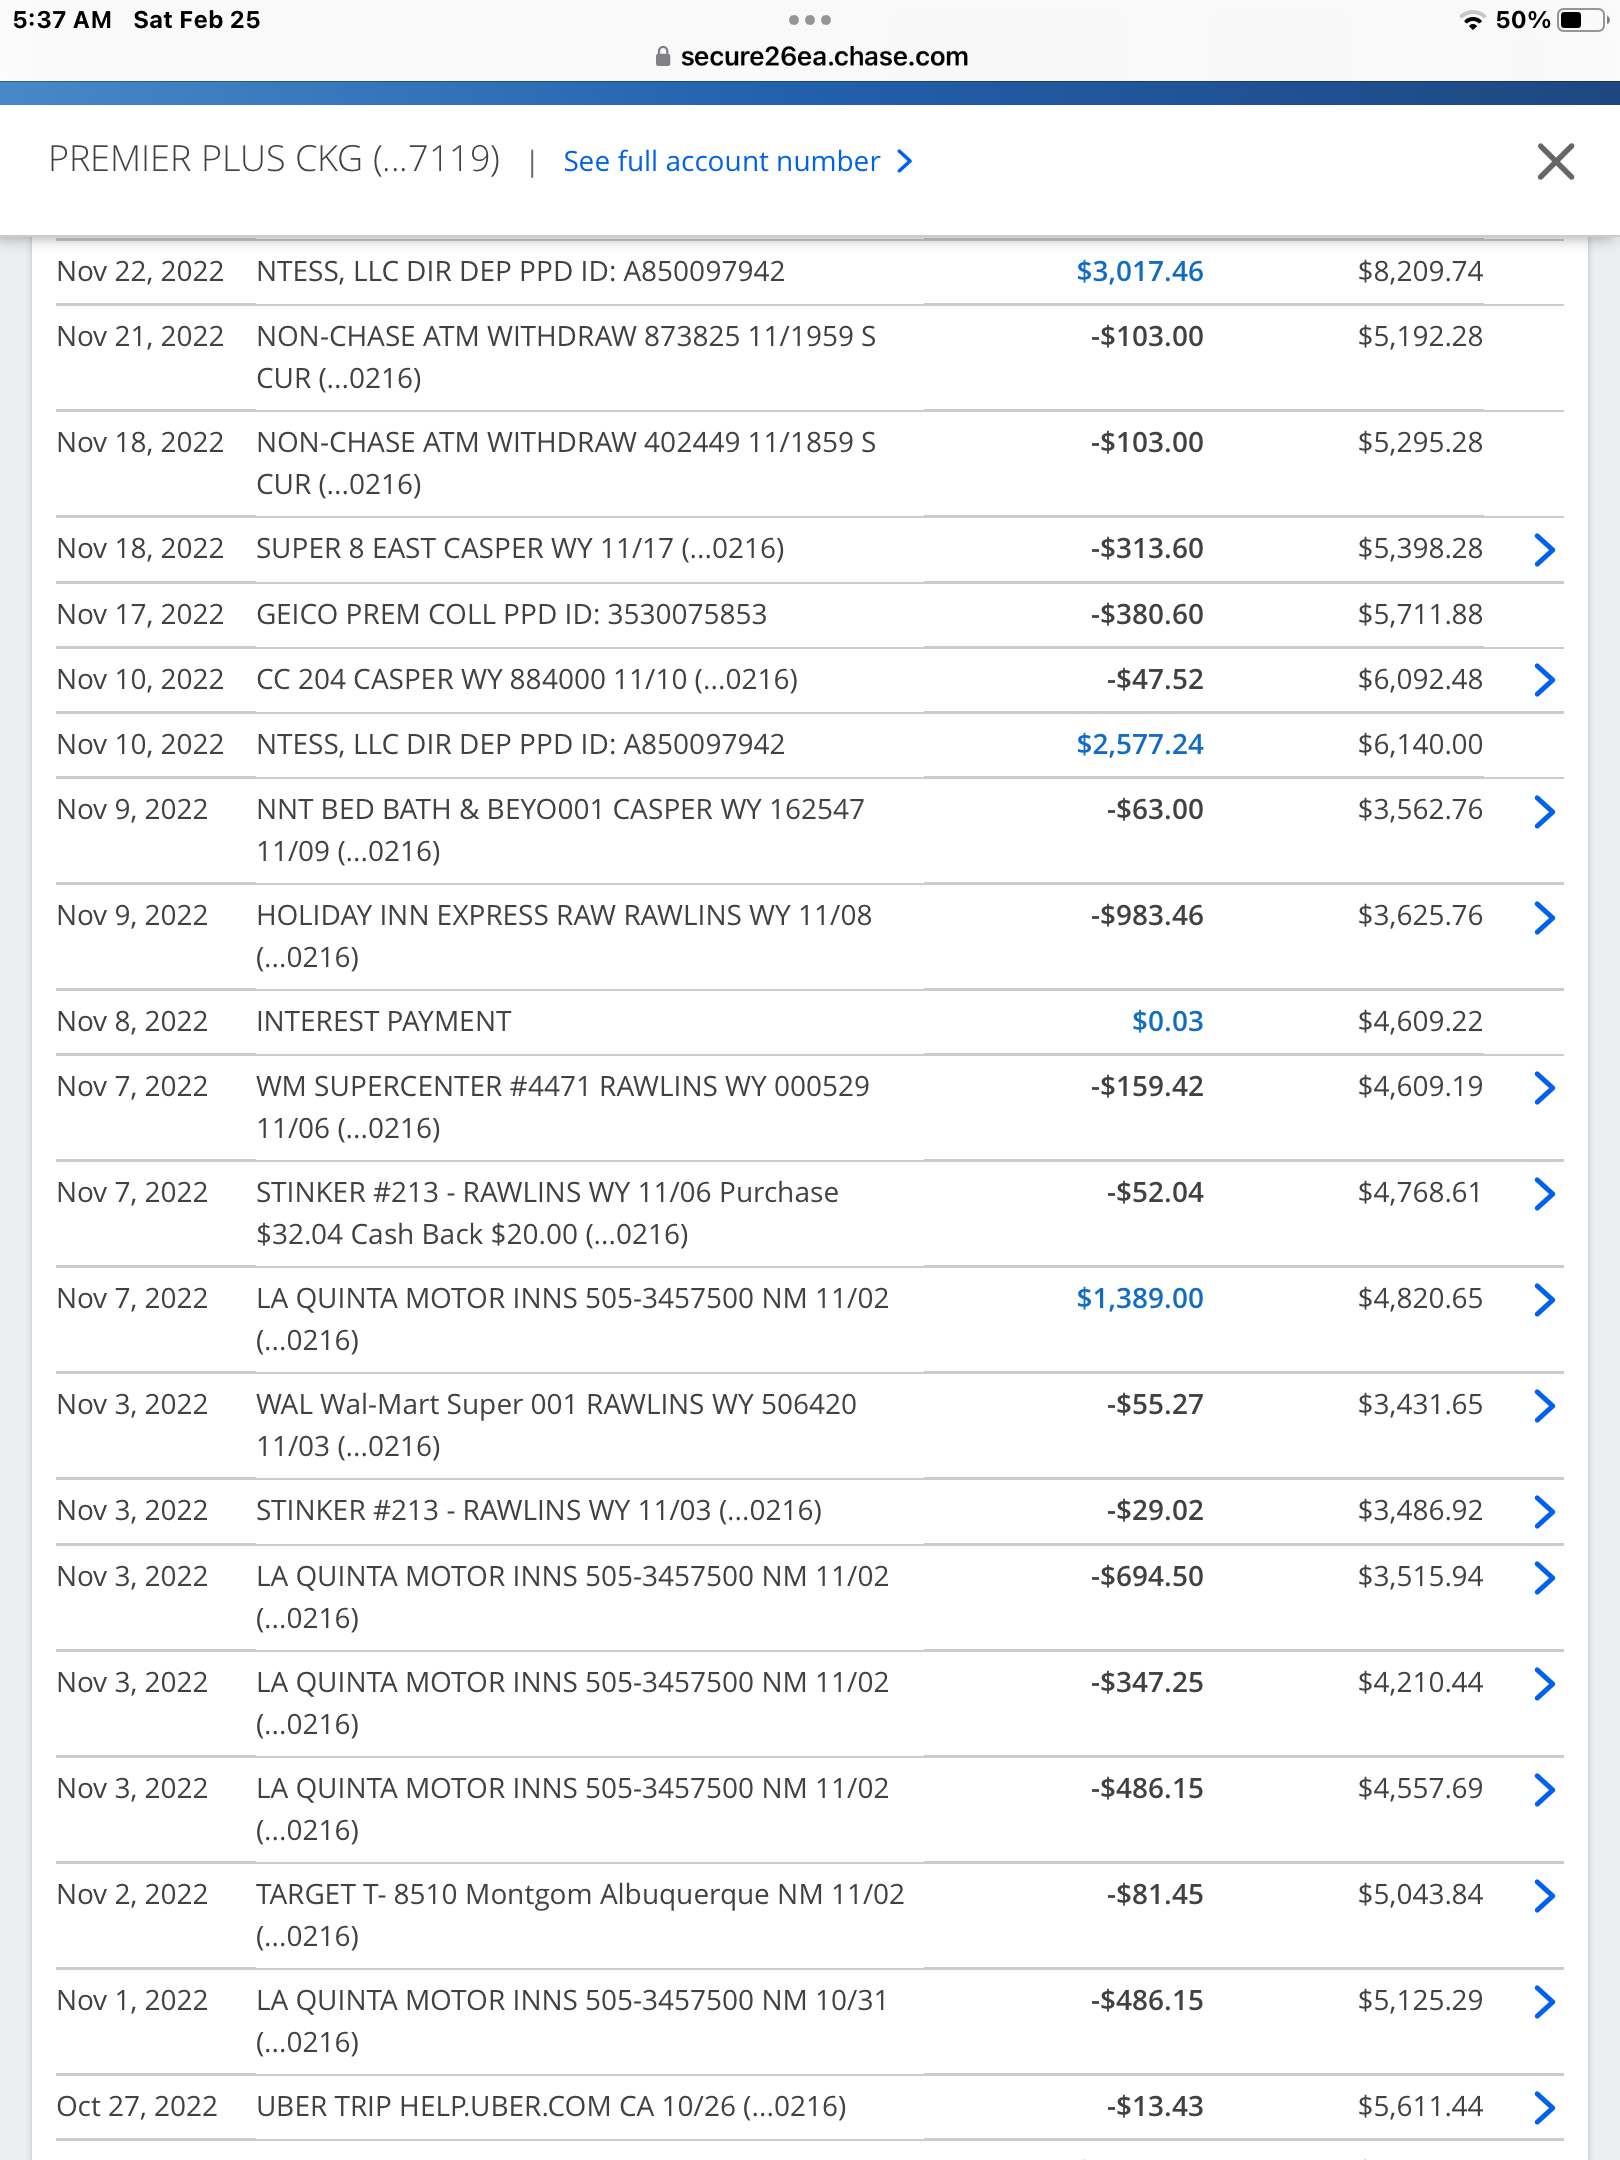 5:37 AM Sat Feb 25 50%
secure26ea.chase.com
PREMIER PLUS CKG (...7119) | See full account number
Nov 22, 2022 NTESS, LLC DIR DEP PPD ID: A850097942 $3,017.46 $8,209.74
Nov 21, 2022 NON-CHASE ATM WITHDRAW 873825 11/1959 S -$103.00 $5,192.28
CUR (...0216)
Nov 18, 2022 NON-CHASE ATM WITHDRAW 402449 11/1859 S -$103.00 $5,295.28
CUR (...0216)
Nov 18, 2022 SUPER 8 EAST CASPER WY 11/17 (...0216) -$313.60 $5,398.28
Nov 17, 2022 GEICO PREM COLL PPD ID: 3530075853 -$380.60 $5,711.88
Nov 10, 2022 CC 204 CASPER WY 884000 11/10 (...0216) -$47.52 $6,092.48
Nov 10, 2022 NTESS, LLC DIR DEP PPD ID: A850097942 $2,577.24 $6,140.00
Nov 9, 2022 NNT BED BATH & BEYO001 CASPER WY 162547 -$63.00 $3,562.76
11/09 (...0216)
Nov 9, 2022 HOLIDAY INN EXPRESS RAW RAWLINS WY 11/08 -$983.46 $3,625.76
(...0216)
Nov 8, 2022 INTEREST PAYMENT $0.03 $4,609.22
Nov 7, 2022 WM SUPERCENTER #4471 RAWLINS WY 000529 -$159.42 $4,609.19
11/06 (...0216)
Nov 7, 2022 STINKER #213 - RAWLINS WY 11/06 Purchase -$52.04 $4,768.61
$32.04 Cash Back $20.00 (...0216)
Nov 7, 2022 LA QUINTA MOTOR INNS 505-3457500 NM 11/02 $1,389.00 $4,820.65
(...0216)
Nov 3, 2022 WAL Wal-Mart Super 001 RAWLINS WY 506420 -$55.27 $3,431.65
11/03 (...0216)
Nov 3, 2022 STINKER #213 - RAWLINS WY 11/03 (...0216) -$29.02 $3,486.92
Nov 3, 2022 LA QUINTA MOTOR INNS 505-3457500 NM 11/02 -$694.50 $3,515.94
(...0216)
Nov 3, 2022 LA QUINTA MOTOR INNS 505-3457500 NM 11/02 -$347.25 $4,210.44
(...0216)
Nov 3, 2022 LA QUINTA MOTOR INNS 505-3457500 NM 11/02 -$486.15 $4,557.69
(...0216)
Nov 2, 2022 TARGET T- 8510 Montgom Albuquerque NM 11/02 -$81.45 $5,043.84
(...0216)
Nov 1, 2022 LA QUINTA MOTOR INNS 505-3457500 NM 10/31 -$486.15 $5,125.29
(...0216)
Oct 27, 2022 UBER TRIP HELP.UBER.COM CA 10/26 (...0216) -$13.43 $5,611.44